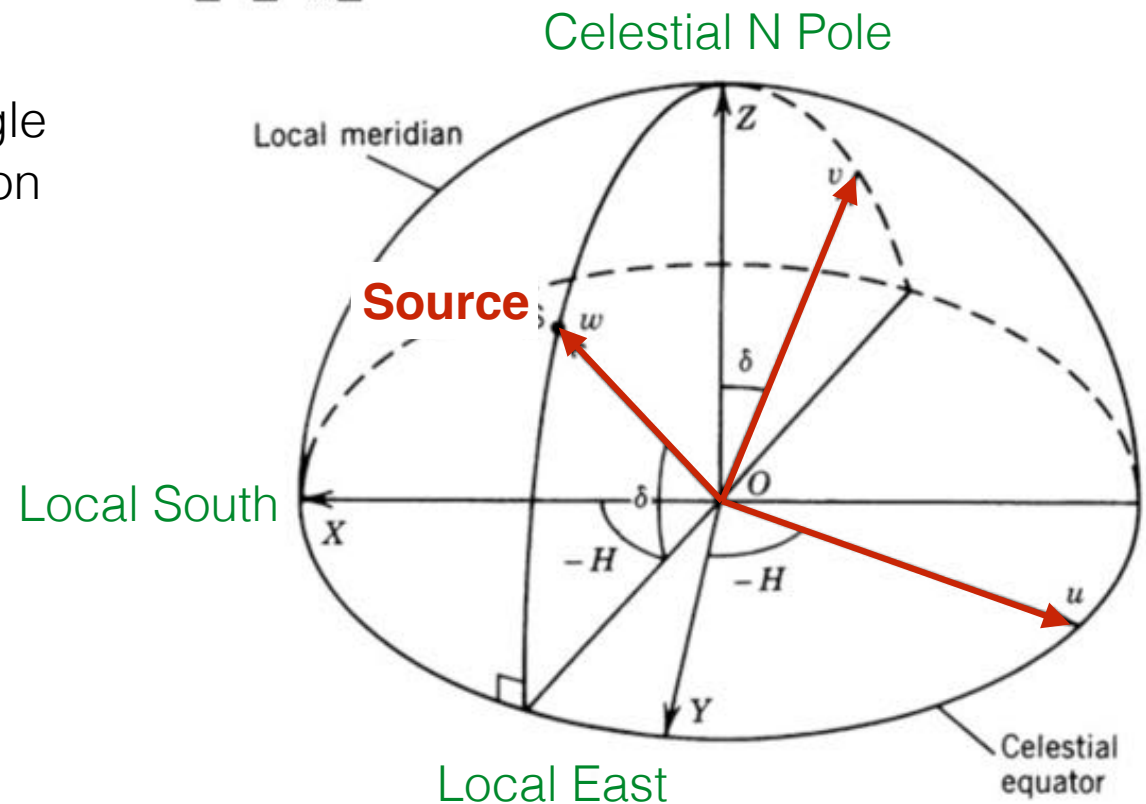 Celestial N Pole
gle
on
Local meridian
Z
v
Source
w
δ
O
Local South
X
δ
– H
– H
u
Y
Local East
Celestial
equator